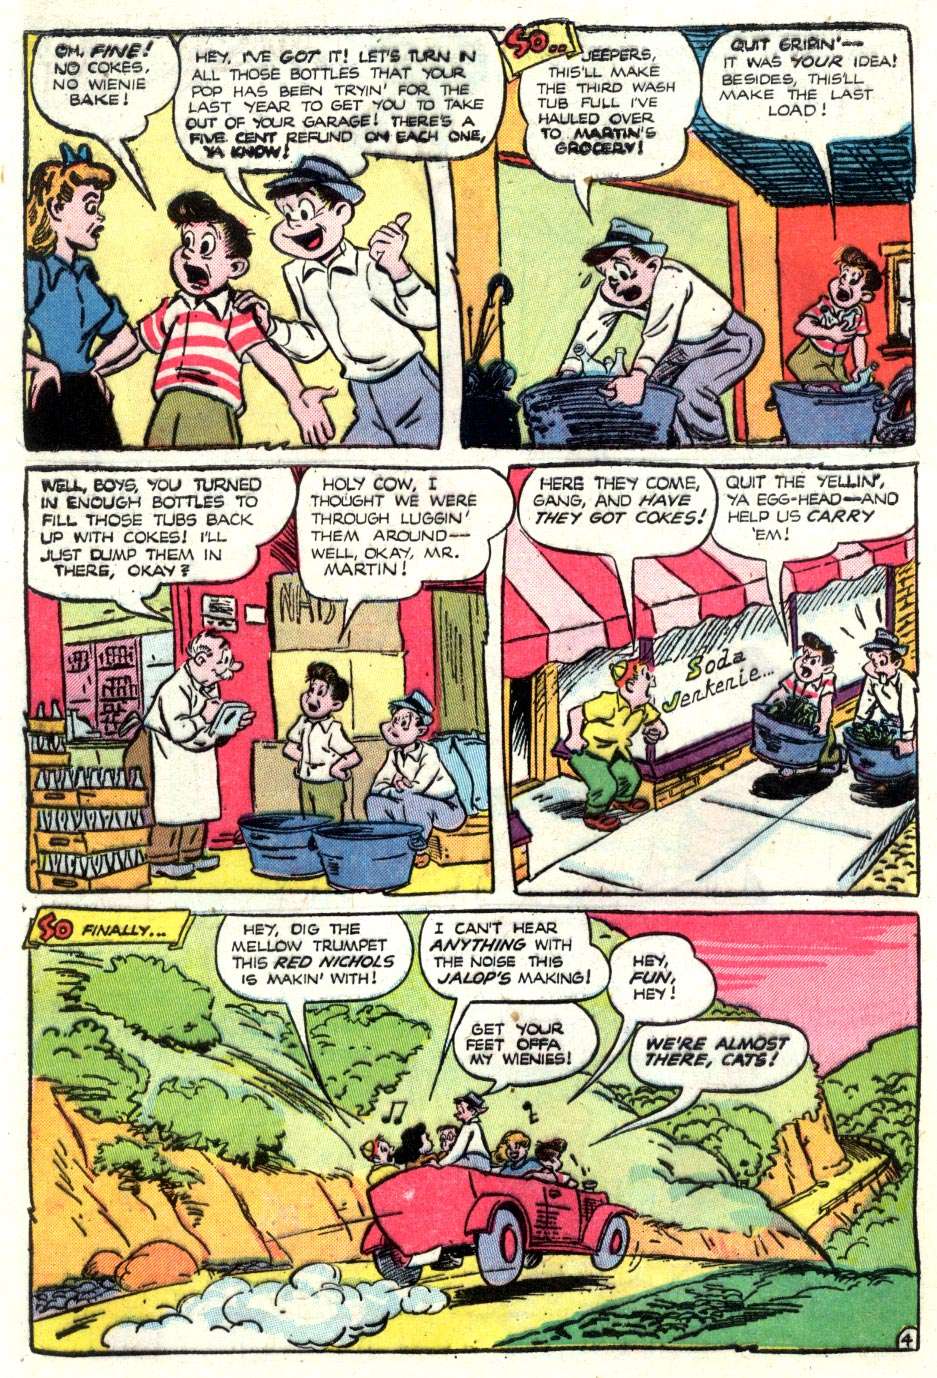 OH, FINE!
NO COKES,
NO WIENIE
BAKE!
HEY, I'VE GOT IT! LET'S TURN IN
ALL THOSE BOTTLES THAT YOUR
POP HAS BEEN TRYIN' FOR THE
LAST YEAR TO GET YOU TO TAKE
OUT OF YOUR GARAGE! THERE'S A
FIVE CENT REFUND ON EACH ONE,
YA KNOW!
SO..
JEEPERS,
THIS'LL MAKE
THE THIRD WASH
TUB FULL I'VE
HAULED OVER
TO MARTIN'S
GROCERY!
QUIT GRIPIN'—
IT WAS YOUR IDEA!
BESIDES, THIS'LL
MAKE THE LAST
LOAD!
WELL, BOYS, YOU TURNED
IN ENOUGH BOTTLES TO
FILL THOSE TUBS BACK
UP WITH COKES! I'LL
JUST DUMP THEM IN
THERE, OKAY?
HOLY COW, I
THOUGHT WE WERE
THROUGH LUGGIN'
THEM AROUND—
WELL, OKAY, MR.
MARTIN!
HERE THEY COME,
GANG, AND HAVE
THEY GOT COKES!
QUIT THE YELLIN',
YA EGG-HEAD—AND
HELP US CARRY
'EM!
Soda
Jenkenie...
SO FINALLY...
HEY, DIG THE
MELLOW TRUMPET
THIS RED NICHOLS
IS MAKIN' WITH!
I CAN'T HEAR
ANYTHING WITH
THE NOISE THIS
JALOP'S MAKING!
HEY,
FUN,
HEY!
GET YOUR
FEET OFFA
MY WIENIES!
WE'RE ALMOST
THERE, CATS!
4